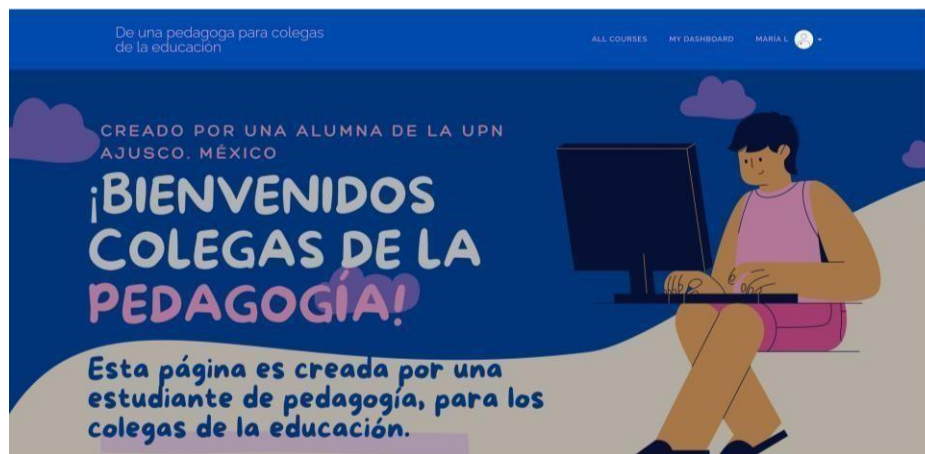 De una pedagoga para colegas
de la educación
ALL COURSES MY DASHBOARD MARÍA L
CREADO POR UNA ALUMNA DE LA UPN
AJUSCO. MÉXICO
¡BIENVENIDOS
COLEGAS DE LA
PEDAGOGÍA!
Esta página es creada por una
estudiante de pedagogía, para los
colegas de la educación.